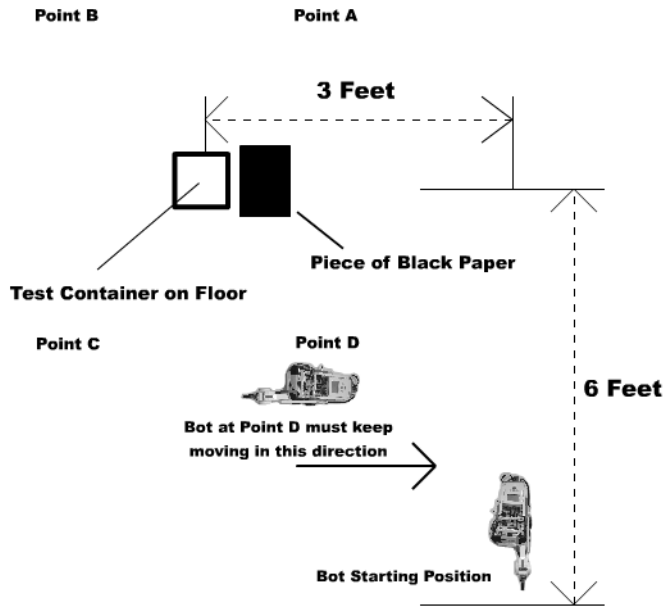 Point B
Point A
3 Feet
Piece of Black Paper
Test Container on Floor
Point C
Point D
6 Feet
Bot at Point D must keep
moving in this direction
Bot Starting Position